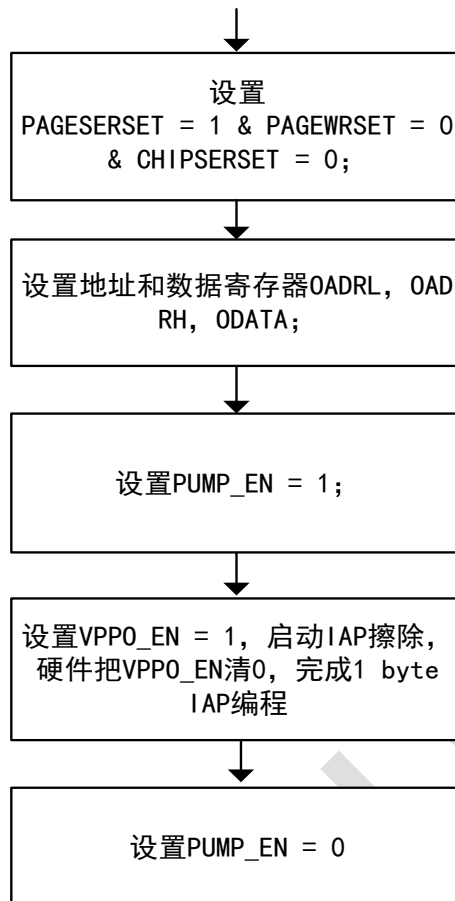 设置
PAGESERSET = 1 & PAGEWRSET = 0
& CHIPSERSET = 0;
设置地址和数据寄存器OADRL, OAD
RH, ODATA;
设置PUMP_EN = 1;
设置VPPO_EN = 1, 启动IAP擦除,
硬件把VPPO_EN清0, 完成1 byte
IAP编程
设置PUMP_EN = 0